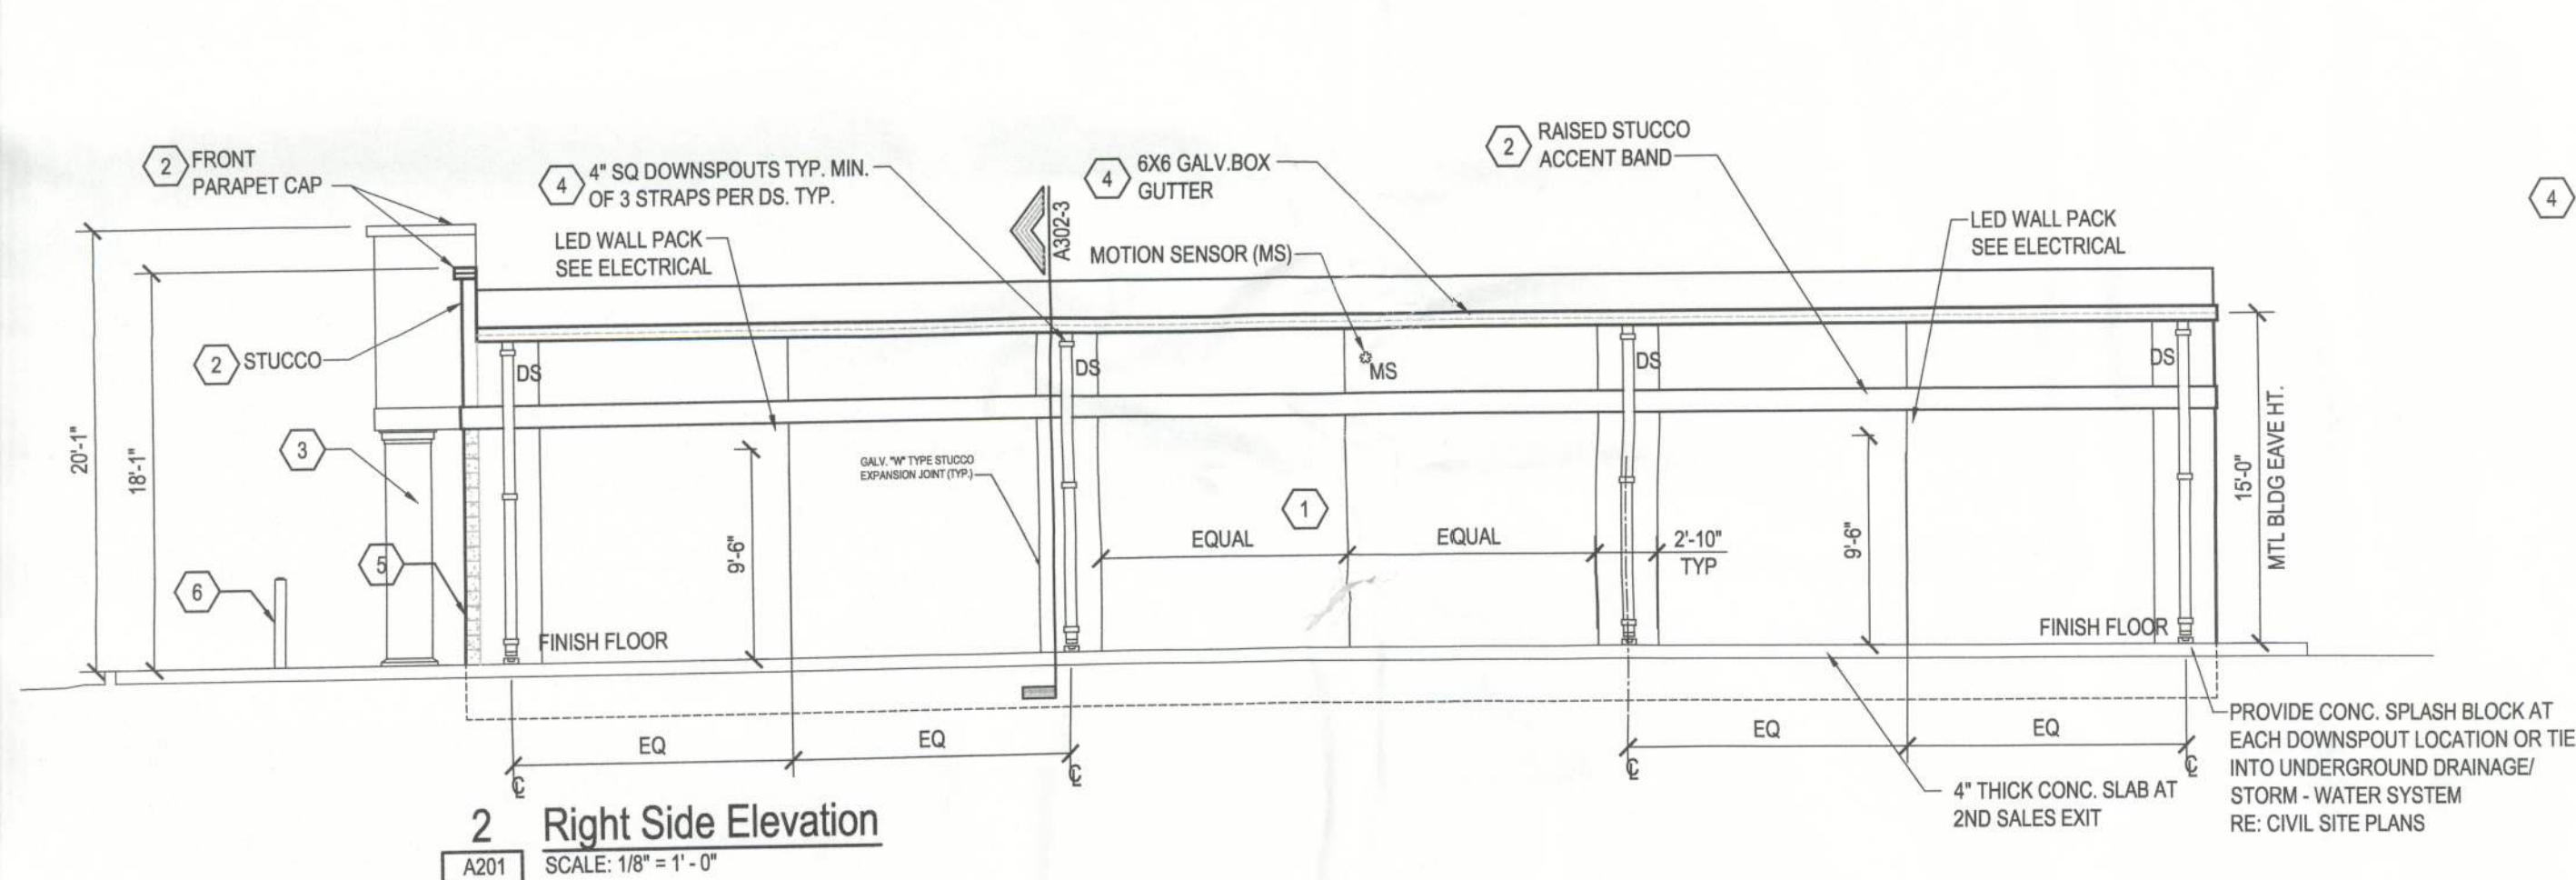 2
FRONT
PARAPET CAP
4
4" SQ DOWNSPOUTS TYP. MIN.
OF 3 STRAPS PER DS. TYP.
LED WALL PACK
SEE ELECTRICAL
A302-3
4
6X6 GALV.BOX
GUTTER
MOTION SENSOR (MS)
2
RAISED STUCCO
ACCENT BAND
LED WALL PACK
SEE ELECTRICAL
4
2
STUCCO
DS
DS
MS
DS
DS
20'-1"
18'-1"
3
5
6
9'-6"
GALV. "W" TYPE STUCCO
EXPANSION JOINT (TYP.)
1
EQUAL
EQUAL
2'-10"
TYP
9'-6"
15'-0"
MTL BLDG EAVE HT.
FINISH FLOOR
FINISH FLOOR
EQ
EQ
EQ
EQ
℄
℄
℄
℄
PROVIDE CONC. SPLASH BLOCK AT
EACH DOWNSPOUT LOCATION OR TIE
INTO UNDERGROUND DRAINAGE/
STORM - WATER SYSTEM
RE: CIVIL SITE PLANS
4" THICK CONC. SLAB AT
2ND SALES EXIT
2
Right Side Elevation
A201
SCALE: 1/8" = 1' - 0"